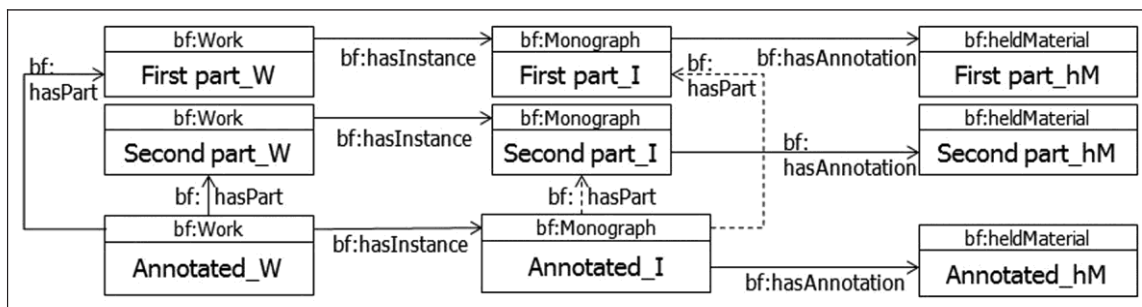 bf:Work
First part_W
bf:hasInstance
bf:Monograph
First part_I
bf:hasAnnotation
bf:heldMaterial
First part_hM
bf:
hasPart
bf:
hasPart
bf:Work
Second part_W
bf:hasInstance
bf:Monograph
Second part_I
bf:
hasAnnotation
bf:heldMaterial
Second part_hM
bf: hasPart
bf: hasPart
bf:Work
Annotated_W
bf:hasInstance
bf:Monograph
Annotated_I
bf:hasAnnotation
bf:heldMaterial
Annotated_hM